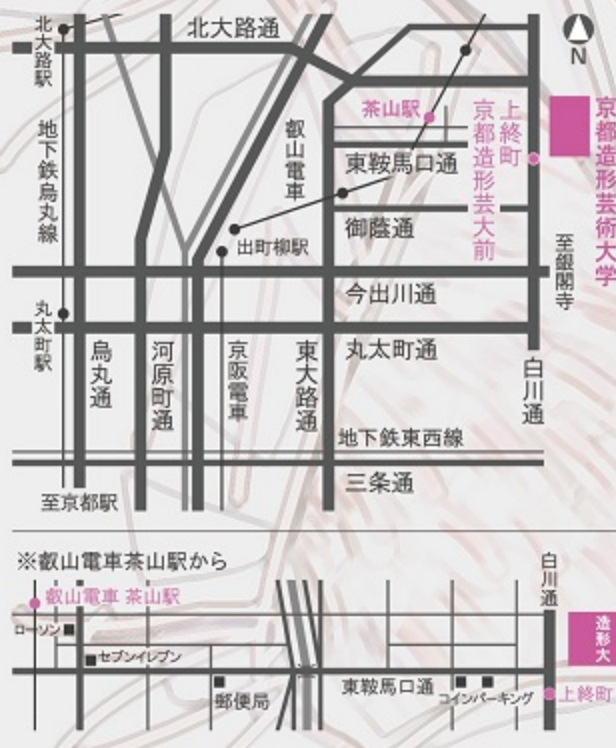 北大路駅
北大路通
N
地下鉄烏丸線
叡山電車
茶山駅
上終町
京都造形芸大前
京都造形芸術大学
東鞍馬口通
御蔭通
出町柳駅
至銀閣寺
今出川通
丸太町駅
烏丸通
河原町通
京阪電車
東大路通
丸太町通
白川通
地下鉄東西線
三条通
至京都駅
※叡山電車茶山駅から
白川通
叡山電車 茶山駅
ローソン
セブンイレブン
造形大
郵便局
東鞍馬口通
コインパーキング
上終町